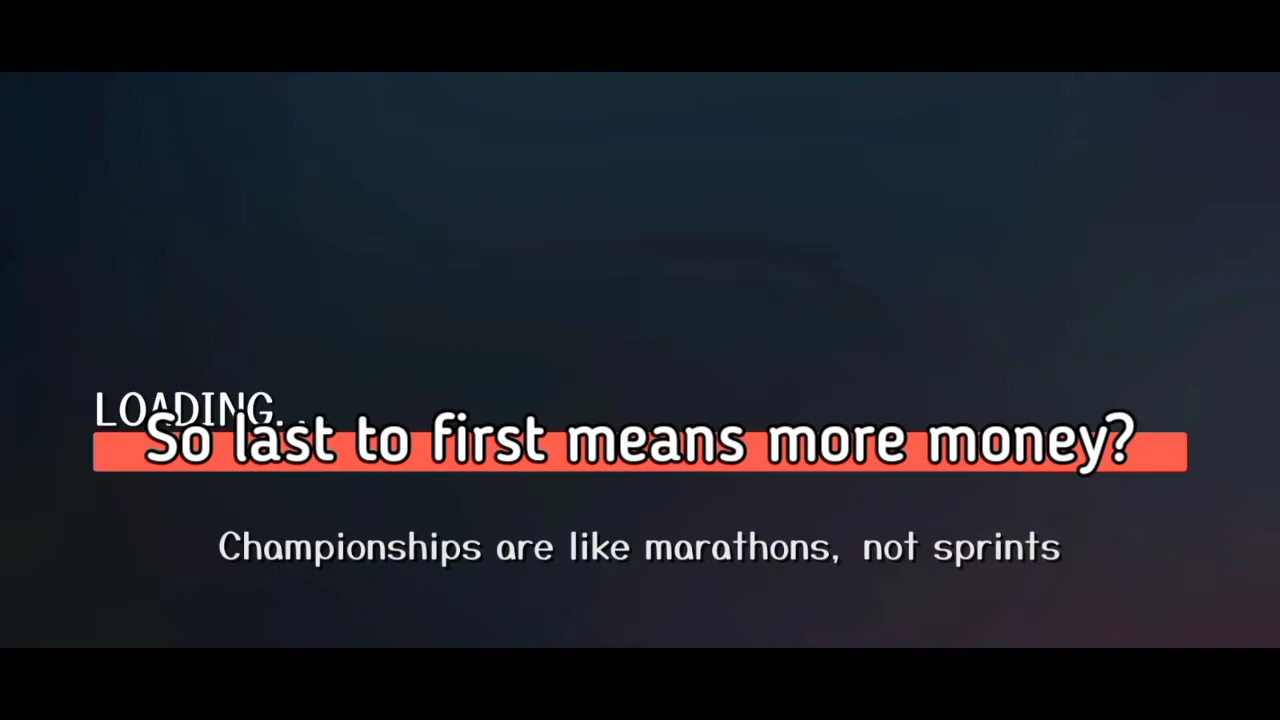 LOADING...
So last to first means more money?
Championships are like marathons, not sprints